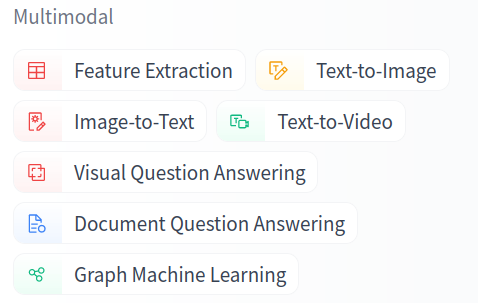 Multimodal
Feature Extraction Text-to-Image
Image-to-Text Text-to-Video
Visual Question Answering
Document Question Answering
Graph Machine Learning